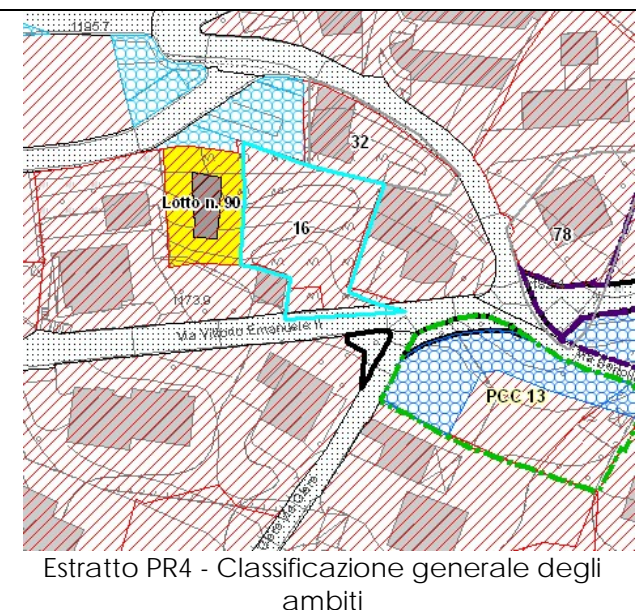 1195.7
32
Lotto n. 90
16
78
1173.9
Via Vittorio Emanuele II
PCC 13
Estratto PR4 - Classificazione generale degli
ambiti